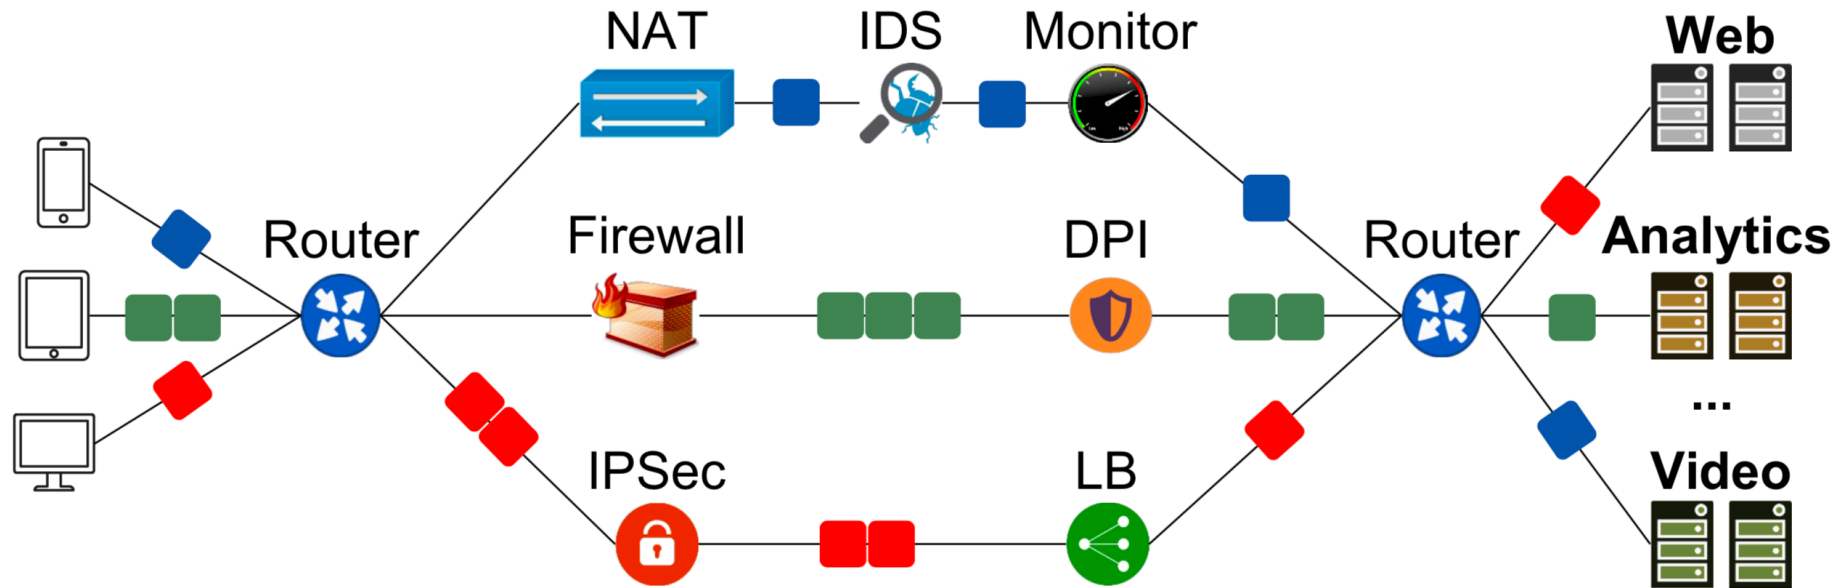 NAT
IDS
Monitor
Web
Router
Firewall
DPI
Router
Analytics
...
IPSec
LB
Video